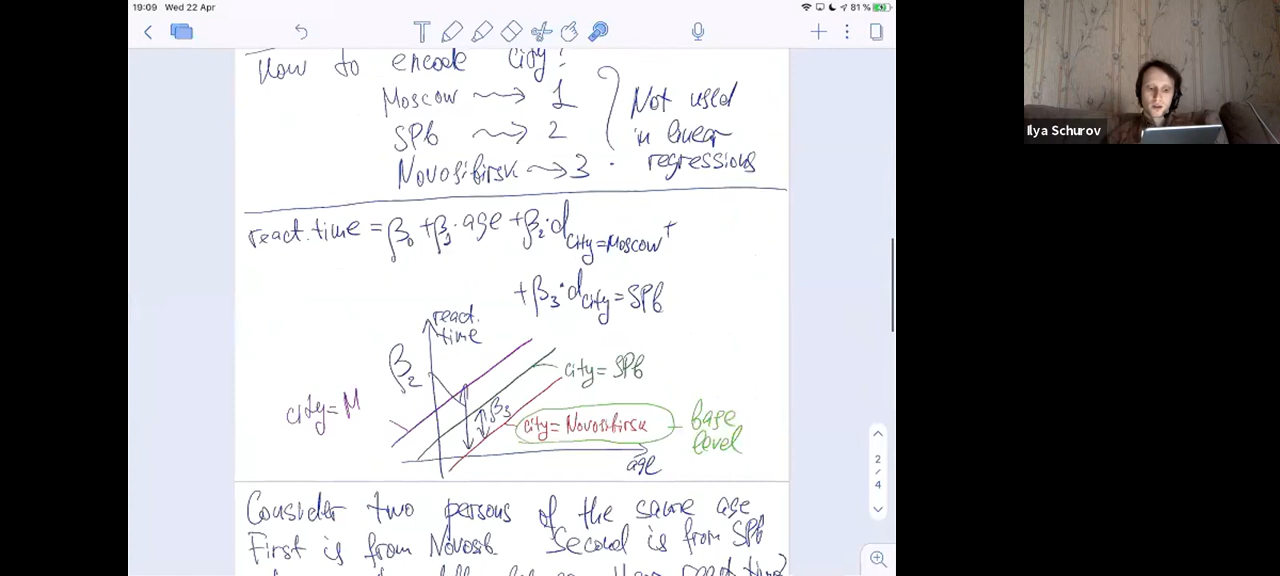 19:09 Wed 22 Apr
81%
How to encode City?
Moscow → 1
SPb → 2
Novosibirsk → 3
Not used
in linear
regressions
react.time = β₀ + β₁·age + β₂·d city=Moscow +
+ β₃·d city=SPb
react.
time
β₂
city = SPb
city = M
β₃
city = Novosibirsk
base
level
age
2
/
4
Consider two persons of the same age
First is from Novosib. Second is from SPb
Ilya Schurov